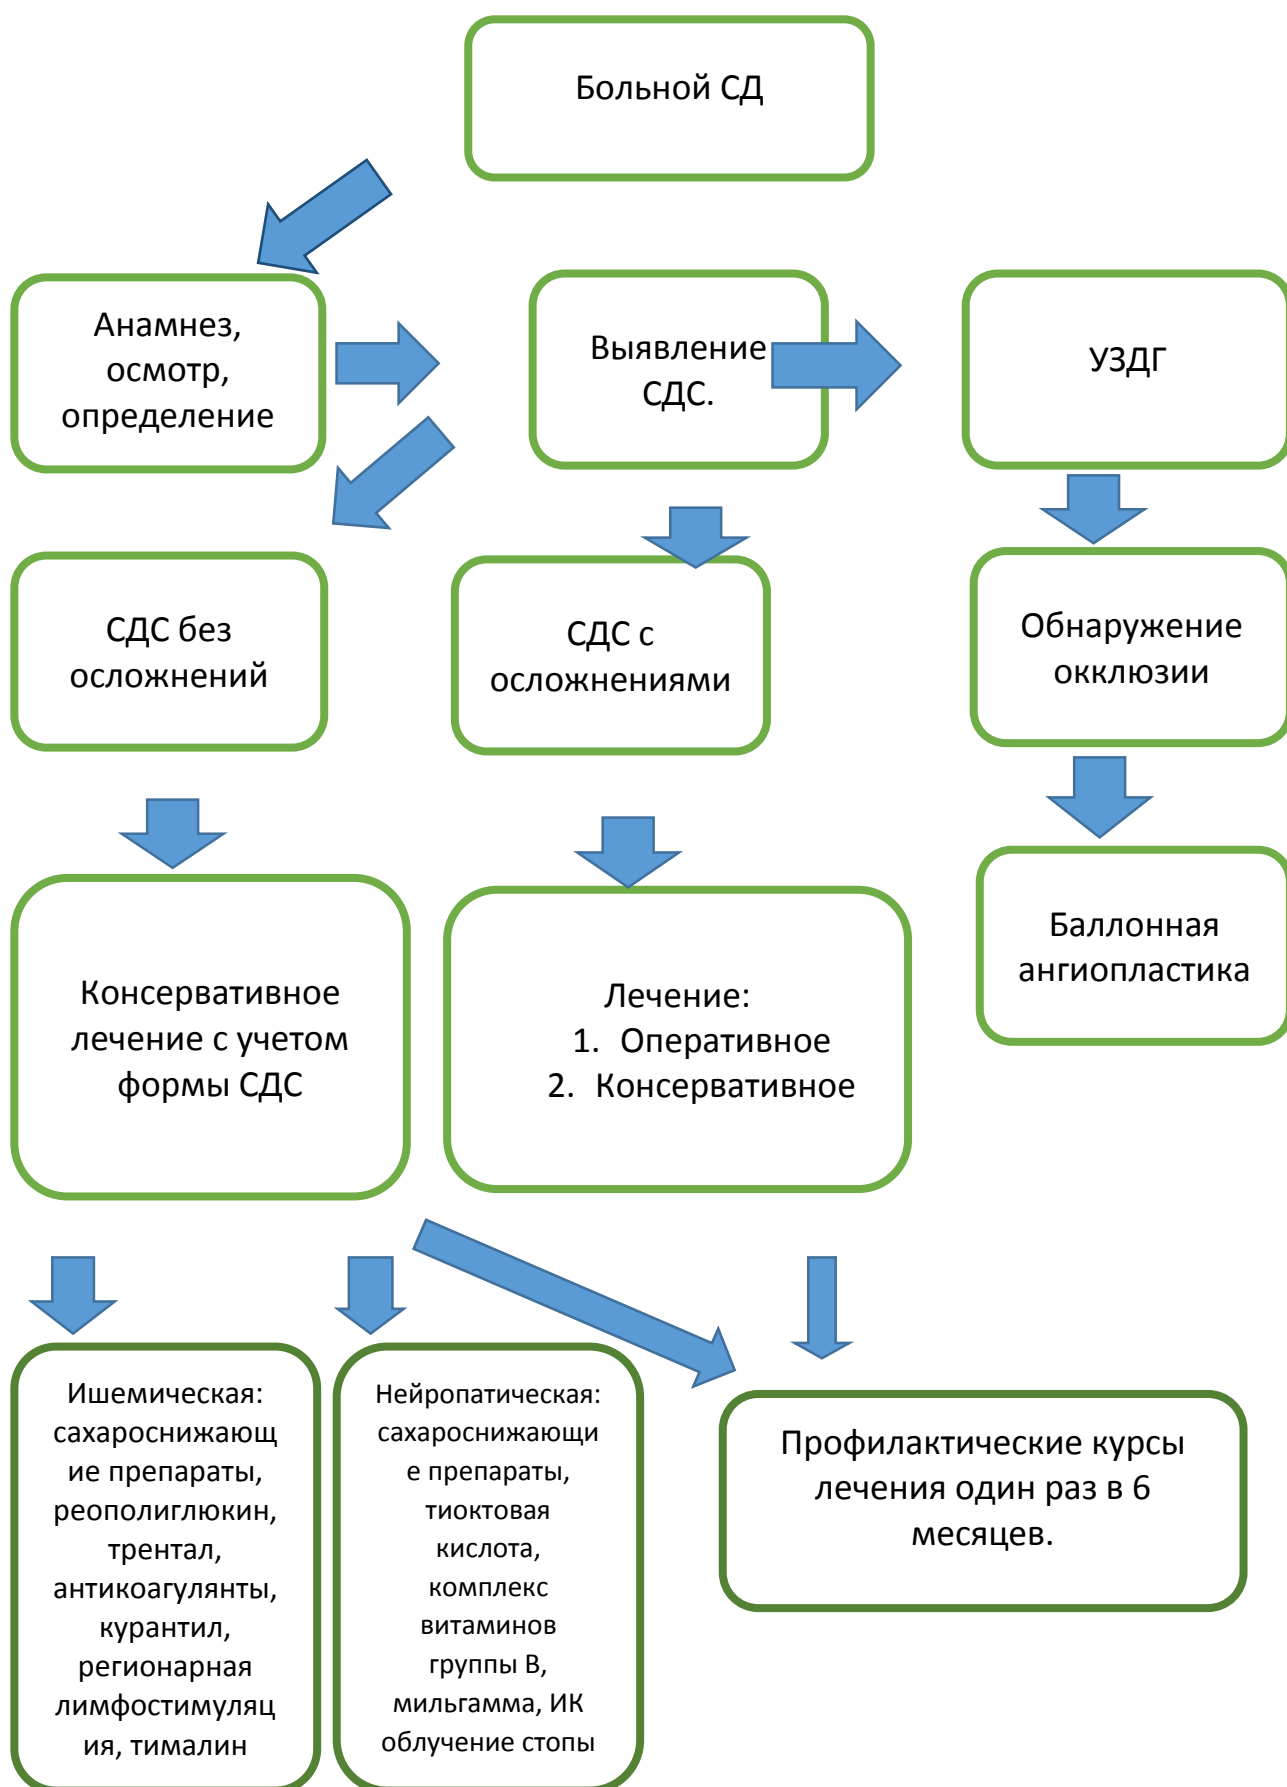 Больной СД
Анамнез,
осмотр,
определение
Выявление
СДС.
УЗДГ
СДС без
осложнений
СДС с
осложнениями
Обнаружение
окклюзии
Консервативное
лечение с учетом
формы СДС
Лечение:
1. Оперативное
2. Консервативное
Баллонная
ангиопластика
Ишемическая:
сахароснижающ
ие препараты,
реополиглюкин,
трентал,
антикоагулянты,
курантил,
регионарная
лимфостимуляц
ия, тималин
Нейропатическая:
сахароснижающи
е препараты,
тиоктовая
кислота,
комплекс
витаминов
группы В,
мильгамма, ИК
облучение стопы
Профилактические курсы
лечения один раз в 6
месяцев.